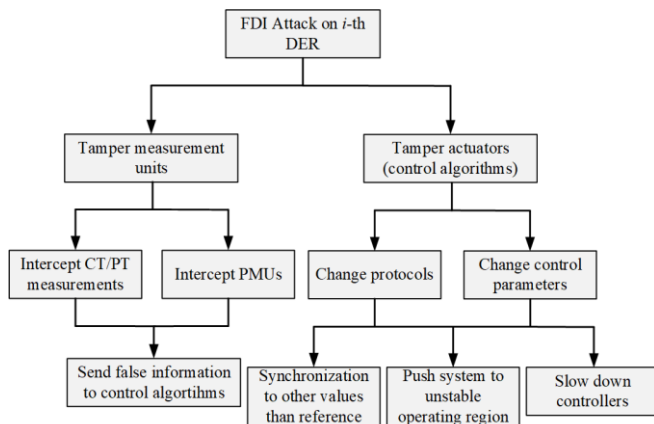 FDI Attack on i-th
DER
Tamper measurement
units
Tamper actuators
(control algorithms)
Intercept CT/PT
measurements
Intercept PMUs
Change protocols
Change control
parameters
Send false information
to control algortihms
Synchronization
to other values
than reference
Push system to
unstable
operating region
Slow down
controllers